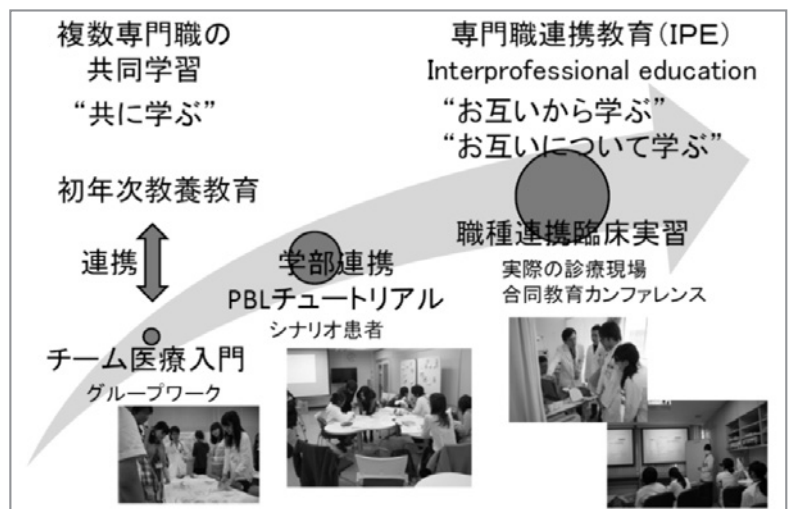 複数専門職の
共同学習
“共に学ぶ”
専門職連携教育（IPE）
Interprofessional education
“お互いから学ぶ”
“お互いについて学ぶ”
初年次教養教育
連携
チーム医療入門
グループワーク
学部連携
PBLチュートリアル
シナリオ患者
職種連携臨床実習
実際の診療現場
合同教育カンファレンス